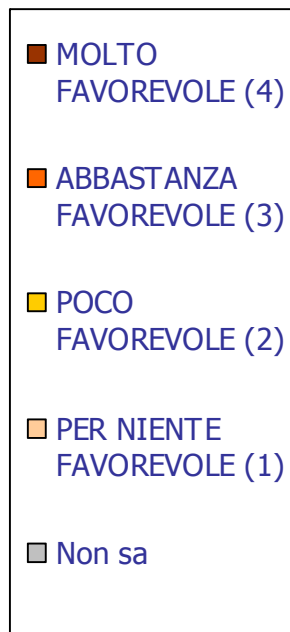 MOLTO
FAVOREVOLE (4)
ABBASTANZA
FAVOREVOLE (3)
POCO
FAVOREVOLE (2)
PER NIENTE
FAVOREVOLE (1)
Non sa